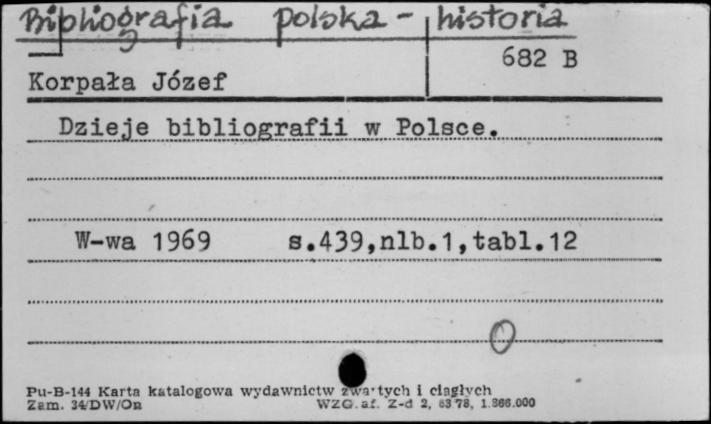 Bibliografia polska - historia
682 B
Korpała Józef
Dzieje bibliografii w Polsce.
W-wa 1969 s.439,nlb.1,tabl.12
Pu-B-144 Karta katalogowa wydawnictw zwartych i ciągłych
Zam. 34/DW/On WZG.af. Z-d 2, 63 78, 1.866.000